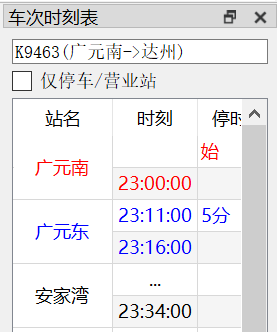 车次时刻表
K9463(广元南->达州)
仅停车/营业站
站名 时刻 停时
始
广元南
23:00:00
23:11:00 5分
广元东
23:16:00
...
安家湾
23:34:00